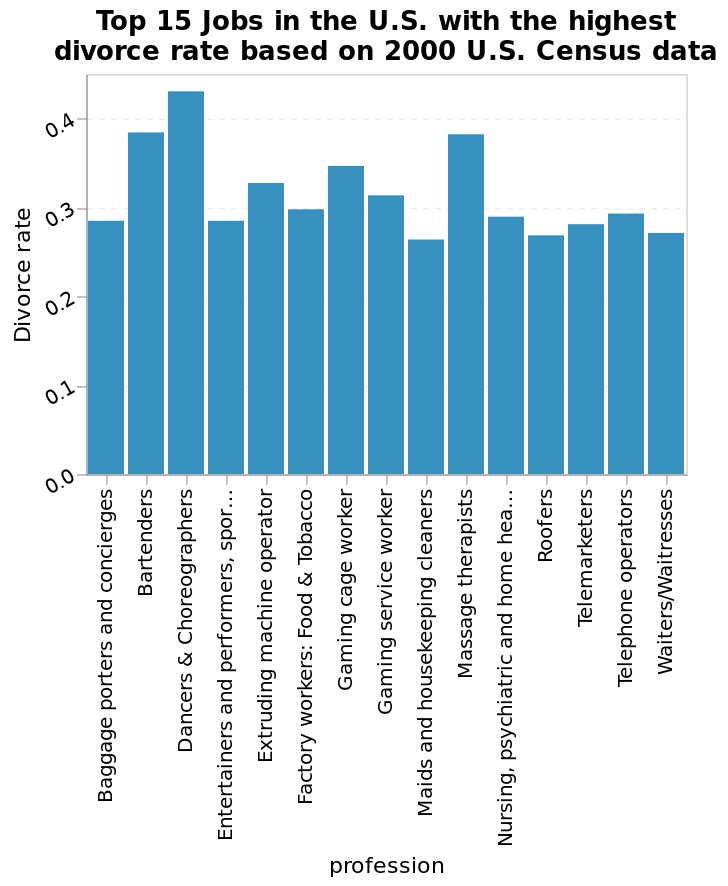 Top 15 Jobs in the U.S. with the highest
divorce rate based on 2000 U.S. Census data
Divorce rate
0.4
0.3
0.2
0.1
0.0
Baggage porters and concierges
Bartenders
Dancers & Choreographers
Entertainers and performers, spor...
Extruding machine operator
Factory workers: Food & Tobacco
Gaming cage worker
Gaming service worker
Maids and housekeeping cleaners
Massage therapists
Nursing, psychiatric and home hea...
Roofers
Telemarketers
Telephone operators
Waiters/Waitresses
profession